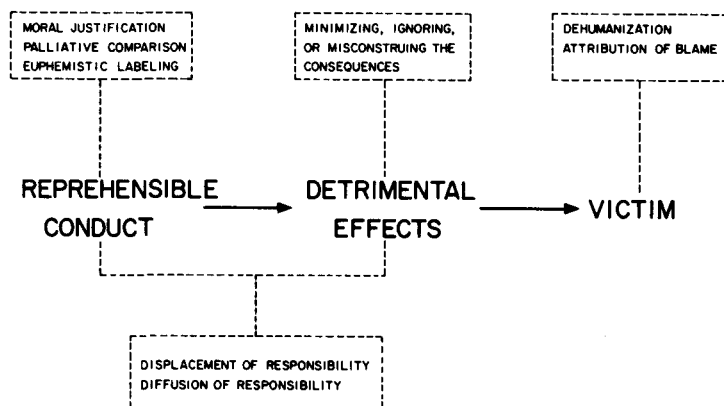 MORAL JUSTIFICATION
PALLIATIVE COMPARISON
EUPHEMISTIC LABELING
MINIMIZING, IGNORING,
OR MISCONSTRUING THE
CONSEQUENCES
DEHUMANIZATION
ATTRIBUTION OF BLAME
REPREHENSIBLE
CONDUCT
DETRIMENTAL
EFFECTS
VICTIM
DISPLACEMENT OF RESPONSIBILITY
DIFFUSION OF RESPONSIBILITY